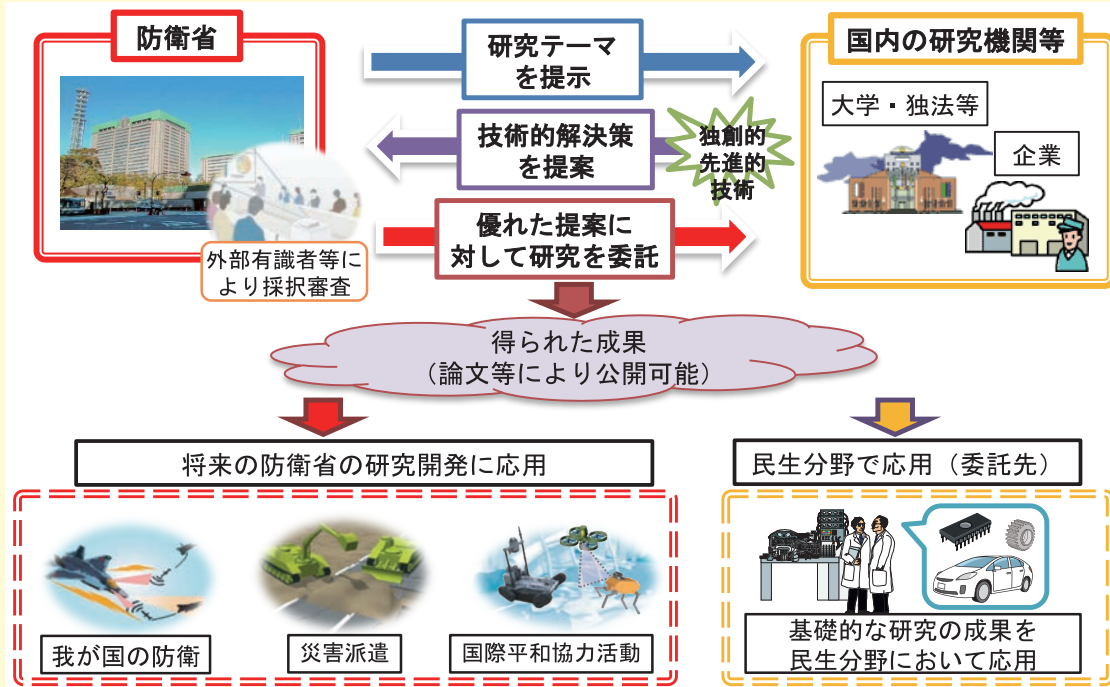 防衛省
研究テーマ
を提示
国内の研究機関等
大学・独法等
企業
技術的解決策
を提案
独創的
先進的
技術
優れた提案に
対して研究を委託
外部有識者等に
より採択審査
得られた成果
（論文等により公開可能）
将来の防衛省の研究開発に応用
民生分野で応用（委託先）
我が国の防衛
災害派遣
国際平和協力活動
基礎的な研究の成果を
民生分野において応用